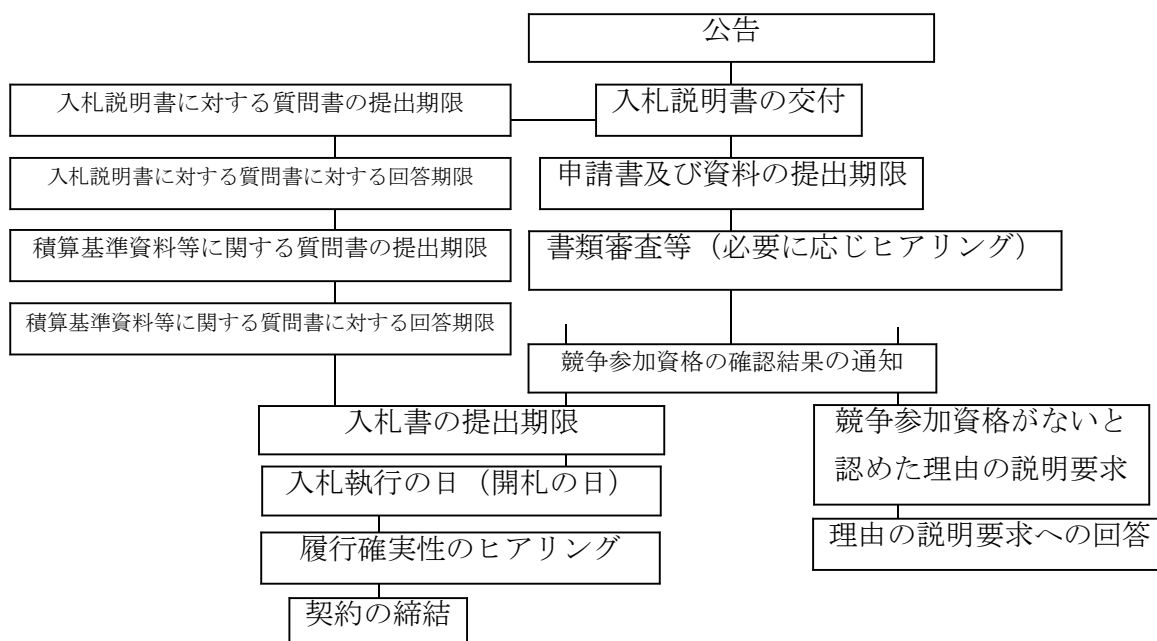 公告
入札説明書に対する質問書の提出期限
入札説明書の交付
入札説明書に対する質問書に対する回答期限
申請書及び資料の提出期限
積算基準資料等に関する質問書の提出期限
書類審査等（必要に応じヒアリング）
積算基準資料等に関する質問書に対する回答期限
競争参加資格の確認結果の通知
入札書の提出期限
競争参加資格がないと
認めた理由の説明要求
入札執行の日（開札の日）
理由の説明要求への回答
履行確実性のヒアリング
契約の締結